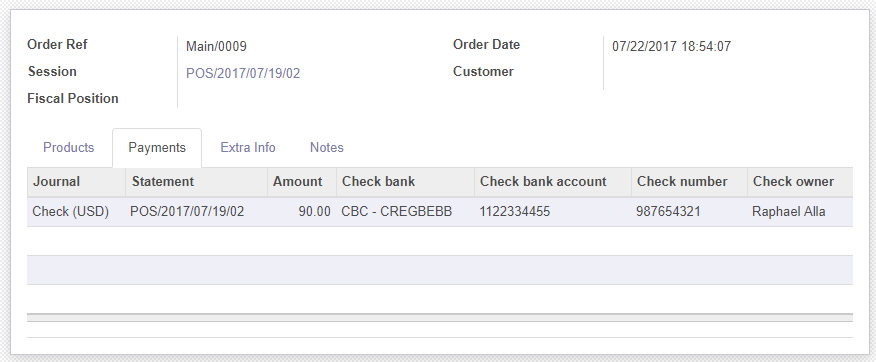 Order Ref Main/0009 Order Date 07/22/2017 18:54:07
Session POS/2017/07/19/02 Customer
Fiscal Position
Products Payments Extra Info Notes
Journal Statement Amount Check bank Check bank account Check number Check owner
Check (USD) POS/2017/07/19/02 90.00 CBC - CREGBEBB 1122334455 987654321 Raphael Alla